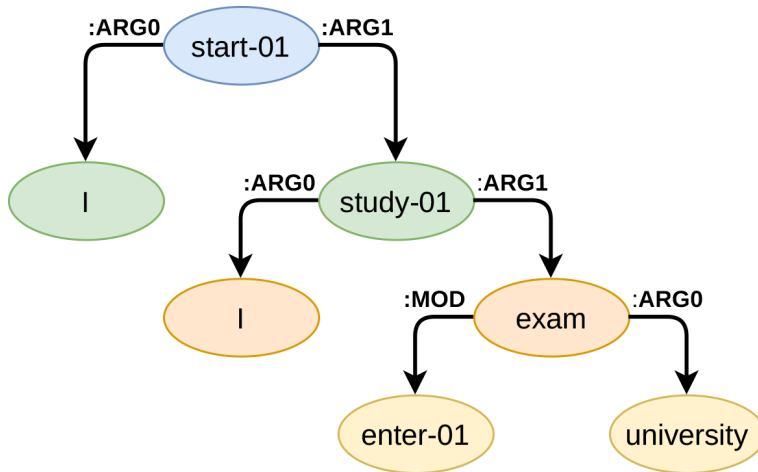 :ARG0 start-01 :ARG1
I :ARG0 study-01 :ARG1
I :MOD exam :ARG0
enter-01 university